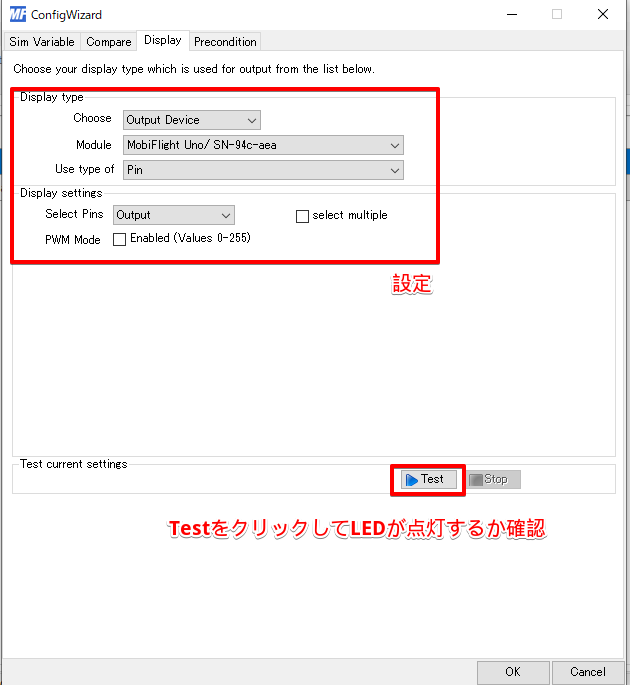 MF ConfigWizard
Sim Variable Compare Display Precondition
Choose your display type which is used for output from the list below.
Display type
Choose Output Device
Module MobiFlight Uno/ SN-94c-aea
Use type of Pin
Display settings
Select Pins Output select multiple
PWM Mode Enabled (Values 0-255)
設定
Test current settings
Test Stop
TestをクリックしてLEDが点灯するか確認
OK Cancel